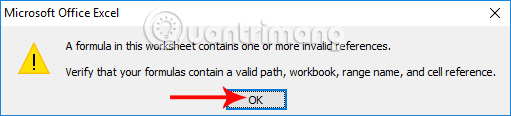 Microsoft Office Excel
Quantrimang
A formula in this worksheet contains one or more invalid references.
Verify that your formulas contain a valid path, workbook, range name, and cell reference.
OK